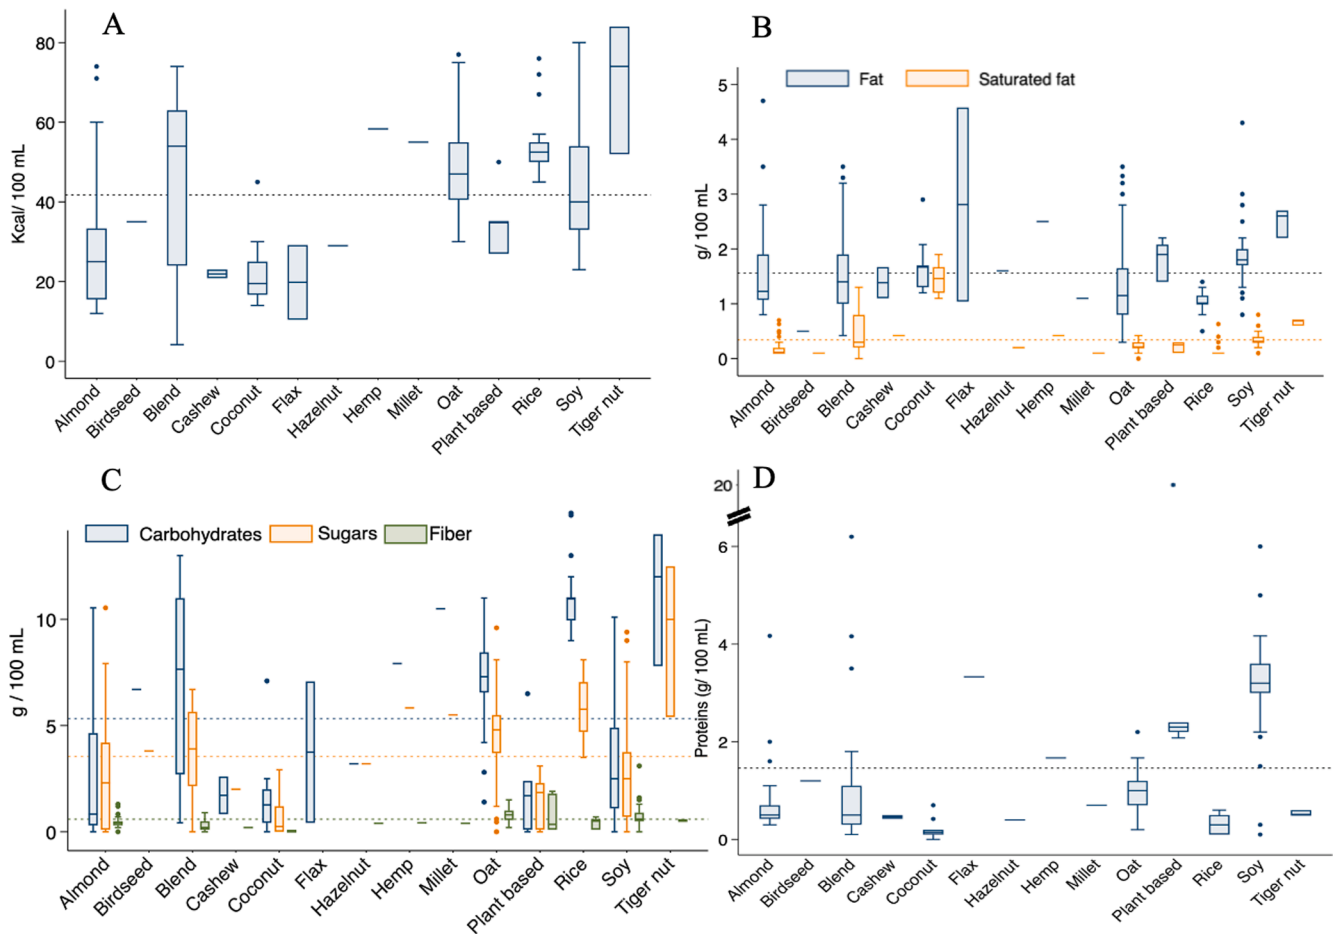 A
Kcal/ 100 mL
80
60
40
20
0
Almond
Birdseed
Blend
Cashew
Coconut
Flax
Hazelnut
Hemp
Millet
Oat
Plant based
Rice
Soy
Tiger nut
B
Fat
Saturated fat
g/ 100 mL
5
4
3
2
1
0
Almond
Birdseed
Blend
Cashew
Coconut
Flax
Hazelnut
Hemp
Millet
Oat
Plant based
Rice
Soy
Tiger nut
C
Carbohydrates
Sugars
Fiber
g / 100 mL
10
5
0
Almond
Birdseed
Blend
Cashew
Coconut
Flax
Hazelnut
Hemp
Millet
Oat
Plant based
Rice
Soy
Tiger nut
D
Proteins (g/ 100 mL)
20
6
4
2
0
Almond
Birdseed
Blend
Cashew
Coconut
Flax
Hazelnut
Hemp
Millet
Oat
Plant based
Rice
Soy
Tiger nut